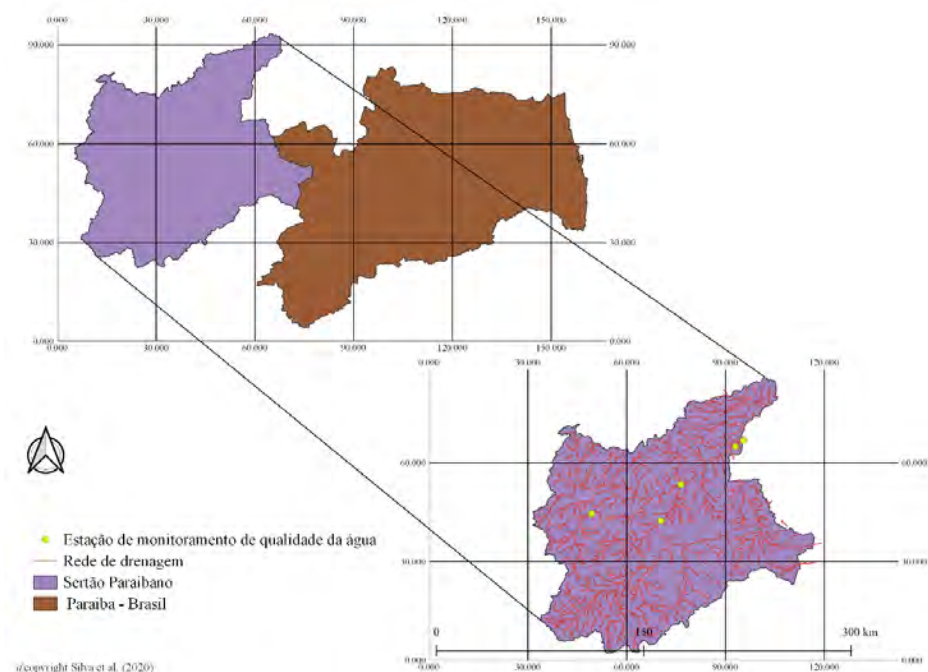 0.000 30.000 60.000 90.000 120.000 150.000
90.000 90.000
60.000 60.000
30.000 30.000
0.000 0.000
0.000 30.000 60.000 90.000 120.000 150.000
0.000 30.000 60.000 90.000 120.000
60.000 60.000
Estação de monitoramento de qualidade da água
Rede de drenagem
30.000 30.000
Sertão Paraibano
Paraiba - Brasil
0 150 300 km
0.000 0.000
0.000 30.000 60.000 90.000 120.000
copyright Silva et al. (2020)